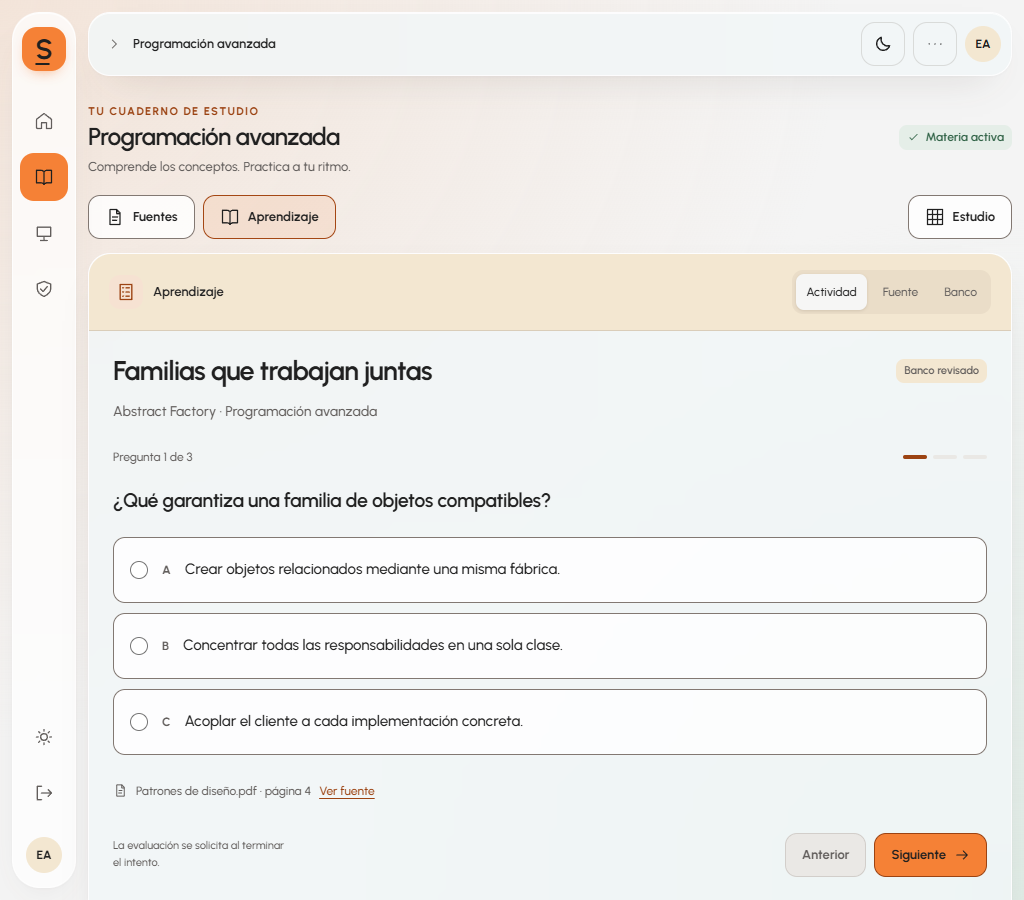 S
Programación avanzada
EA
TU CUADERNO DE ESTUDIO
Programación avanzada
Materia activa
Comprende los conceptos. Practica a tu ritmo.
Fuentes
Aprendizaje
Estudio
Aprendizaje
Actividad
Fuente
Banco
Familias que trabajan juntas
Banco revisado
Abstract Factory · Programación avanzada
Pregunta 1 de 3
¿Qué garantiza una familia de objetos compatibles?
A Crear objetos relacionados mediante una misma fábrica.
B Concentrar todas las responsabilidades en una sola clase.
C Acoplar el cliente a cada implementación concreta.
Patrones de diseño.pdf · página 4 Ver fuente
La evaluación se solicita al terminar
el intento.
Anterior
Siguiente
EA